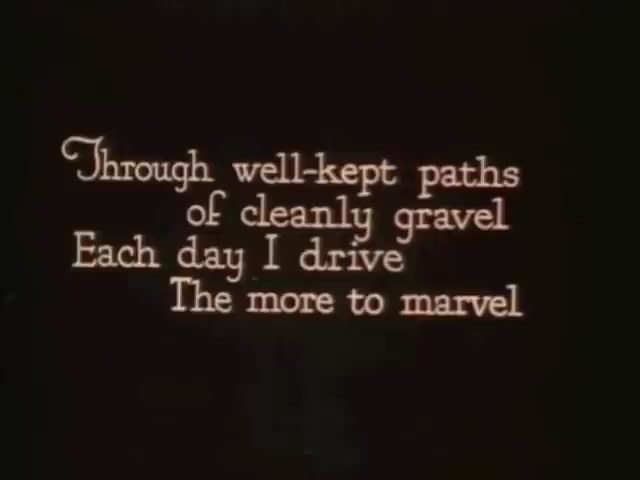 Through well-kept paths
of cleanly gravel
Each day I drive
The more to marvel